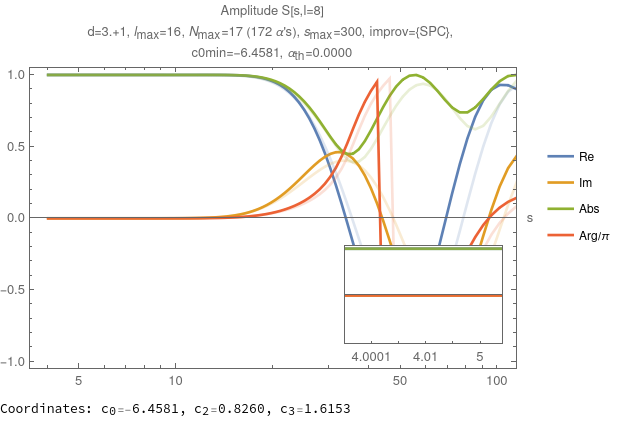 Amplitude S[s,l=8]
d=3.+1, lmax=16, Nmax=17 (172 α's), smax=300, improv={SPC},
c0min=−6.4581, αth=0.0000
1.0
0.5
0.0
−0.5
−1.0
s
Re
Im
Abs
Arg/π
4.0001 4.01 5
5 10 50 100
Coordinates: c0=−6.4581, c2=0.8260, c3=1.6153